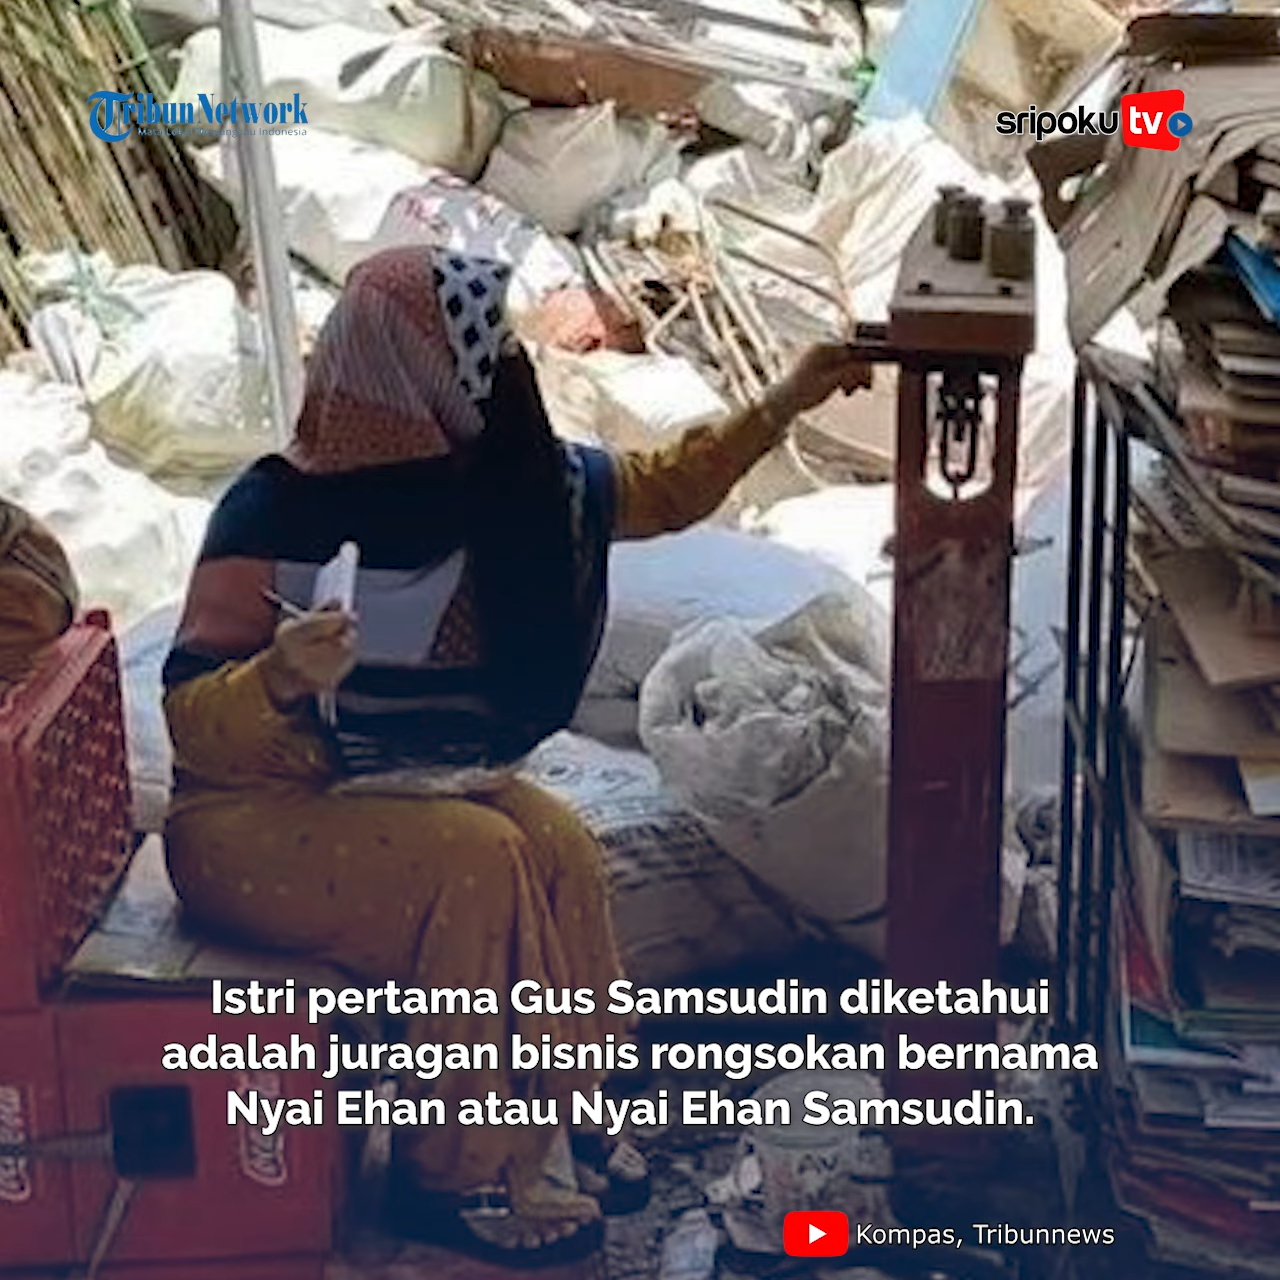 TribunNetwork
sripoku tv
Istri pertama Gus Samsudin diketahui
adalah juragan bisnis rongsokan bernama
Nyai Ehan atau Nyai Ehan Samsudin.
Kompas, Tribunnews